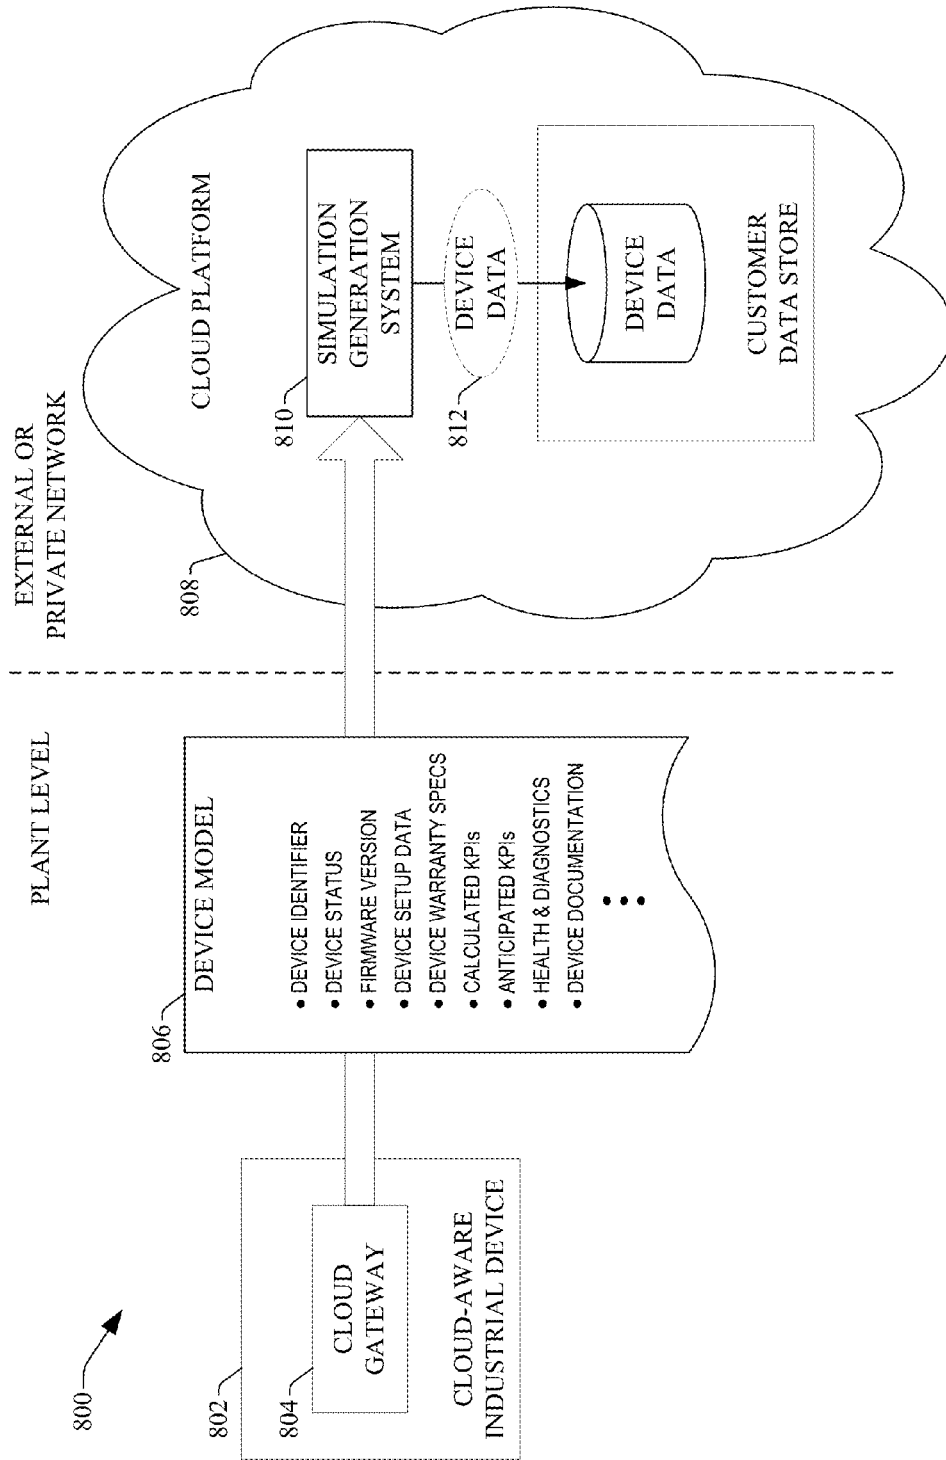 800
PLANT LEVEL
EXTERNAL OR
PRIVATE NETWORK
802
804
CLOUD
GATEWAY
CLOUD-AWARE
INDUSTRIAL DEVICE
806
DEVICE MODEL
• DEVICE IDENTIFIER
• DEVICE STATUS
• FIRMWARE VERSION
• DEVICE SETUP DATA
• DEVICE WARRANTY SPECS
• CALCULATED KPIs
• ANTICIPATED KPIs
• HEALTH & DIAGNOSTICS
• DEVICE DOCUMENTATION
•••
808
CLOUD PLATFORM
810
SIMULATION
GENERATION
SYSTEM
812
DEVICE
DATA
DEVICE
DATA
CUSTOMER
DATA STORE